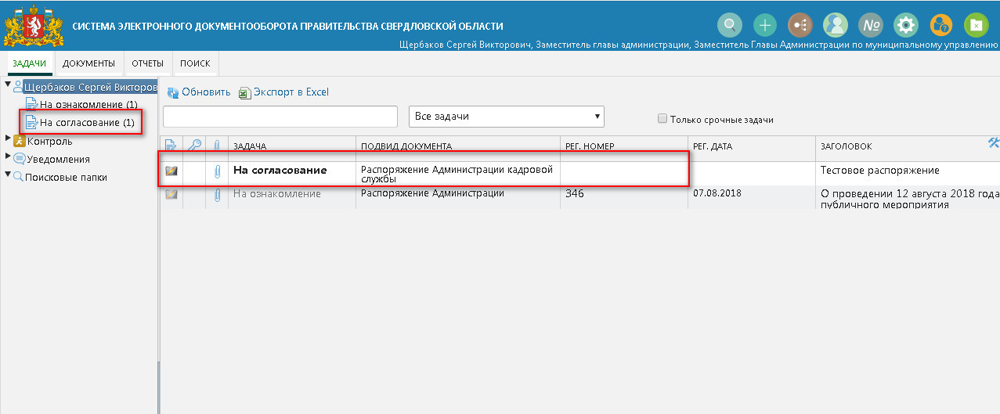 СИСТЕМА ЭЛЕКТРОННОГО ДОКУМЕНТООБОРОТА ПРАВИТЕЛЬСТВА СВЕРДЛОВСКОЙ ОБЛАСТИ
№
Щербаков Сергей Викторович, Заместитель главы администрации, Заместитель Главы Администрации по муниципальному управлению
ЗАДАЧИ ДОКУМЕНТЫ ОТЧЕТЫ ПОИСК
Щербаков Сергей Викторов
На ознакомление (1)
На согласование (1)
Контроль
Уведомления
Поисковые папки
Обновить Экспорт в Excel
Все задачи Только срочные задачи
ЗАДАЧА ПОДВИД ДОКУМЕНТА РЕГ. НОМЕР РЕГ. ДАТА ЗАГОЛОВОК
На согласование Распоряжение Администрации кадровой Тестовое распоряжение
службы
На ознакомление Распоряжение Администрации 346 07.08.2018 О проведении 12 августа 2018 года
публичного мероприятия